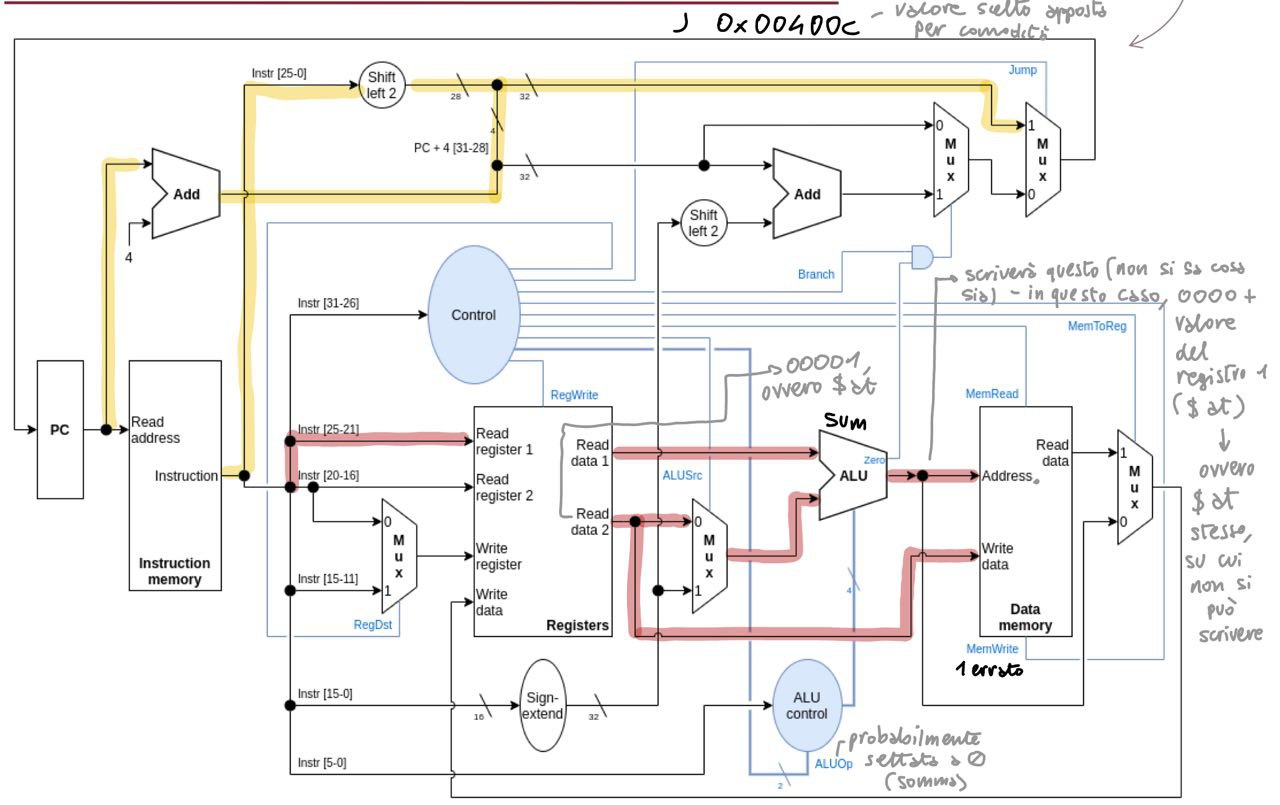 J 0x00400C - valore scelto apposta
per comodità
Jump
Instr [25-0]
Shift
left 2
28
32
4
PC + 4 [31-28]
32
Add
4
Add
Shift
left 2
0
M
u
x
1
1
M
u
x
0
Branch
scriverà questo (non si sa cosa
sia) - in questo caso, 0000 +
valore
del
registro 1
($at)
ovvero
$at
stesso,
su cui
non si
può
scrivere
Instr [31-26]
Control
MemToReg
MemRead
00001,
ovvero $at
RegWrite
PC
Read
address
Instruction
Instruction
memory
Instr [25-21]
Instr [20-16]
Instr [15-11]
0
M
u
x
1
RegDst
Read
register 1
Read
register 2
Write
register
Write
data
Read
data 1
Read
data 2
Registers
ALUSrc
0
M
u
x
1
Sum
Zero
ALU
4
Address
Read
data
Write
data
Data
memory
1
M
u
x
0
MemWrite
1 errato
Instr [15-0]
16
Sign-
extend
32
ALU
control
ALUOp
probabilmente
settata a 0
(somma)
Instr [5-0]
2